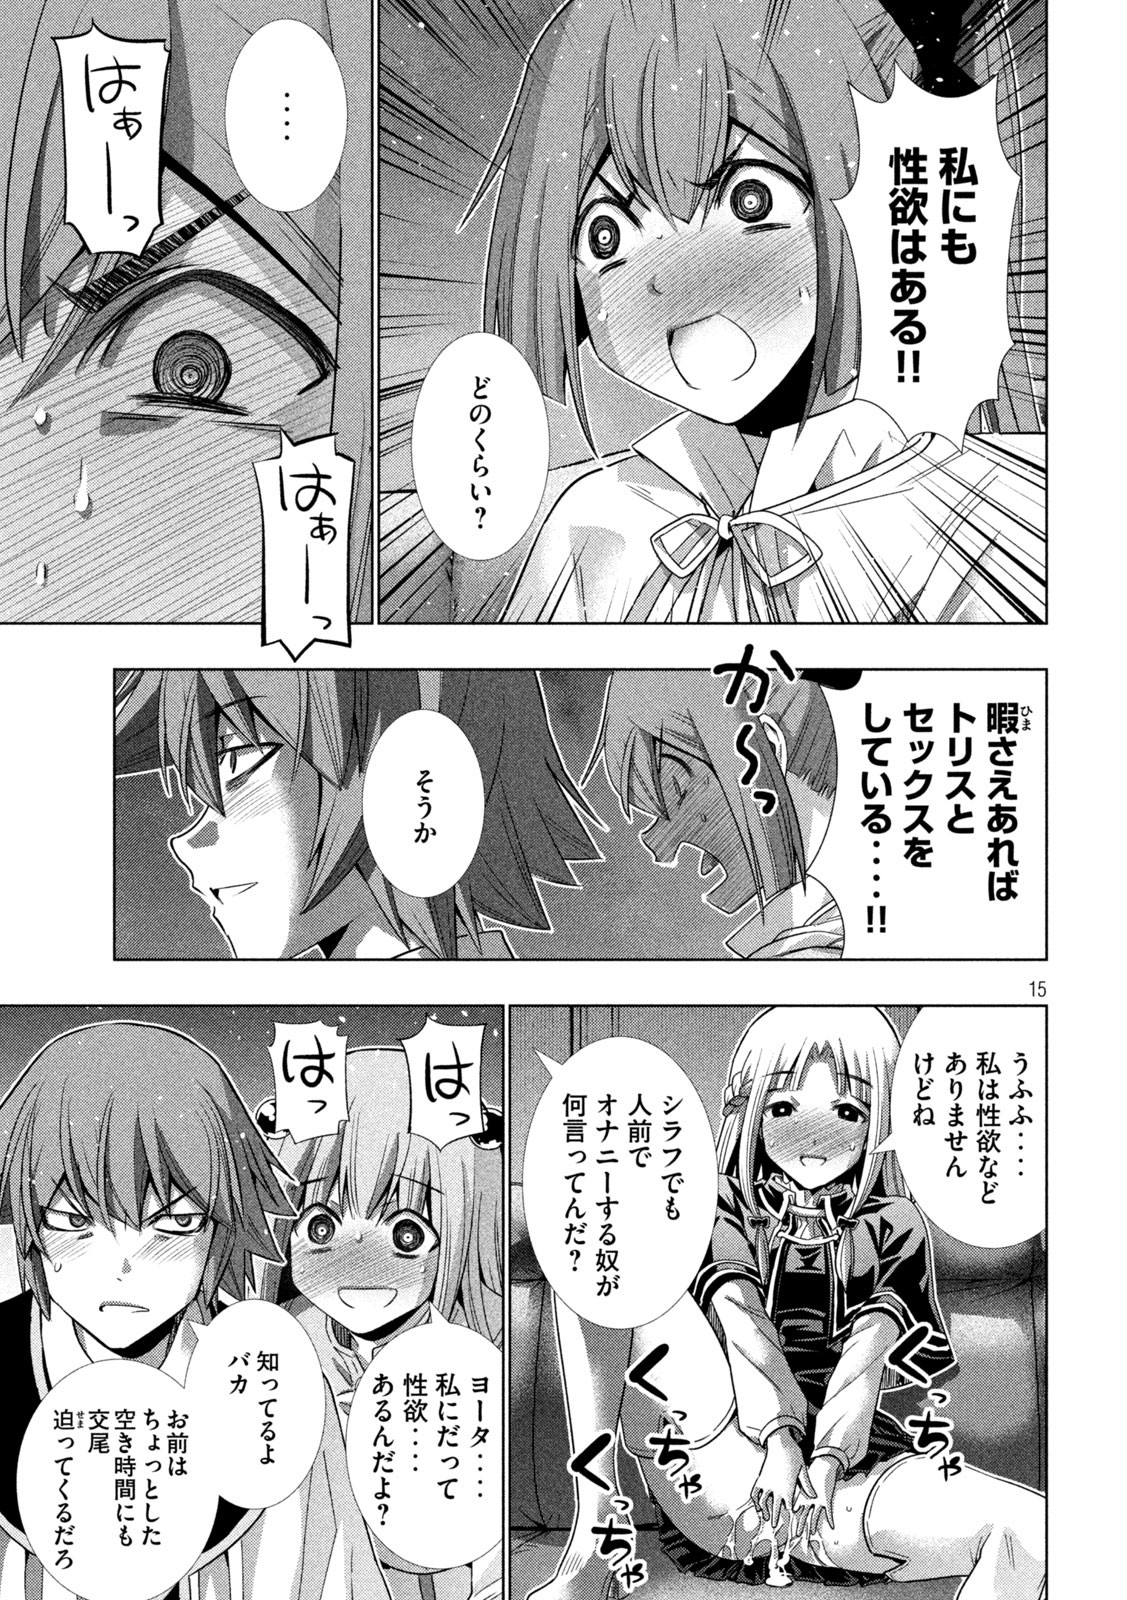 私にも
性欲はある!!
どのくらい?
‥‥
はぁーっ
はぁーっ
暇さえあれば
ひま
トリスと
セックスを
している‥‥!!
か〜っ
そうか
15
うふふ‥‥
私は性欲など
ありません
けどね
シラフでも
人前で
オナニーする奴が
何言ってんだ?
くっちゃ
くっちゃ
くっちゃ
はっ
はっ
ヨータ‥‥
私にだって
性欲‥‥
あるんだよ?
知ってるよ
バカ
お前は
ちょっとした
空き時間にも
交尾
迫ってくるだろ
せま